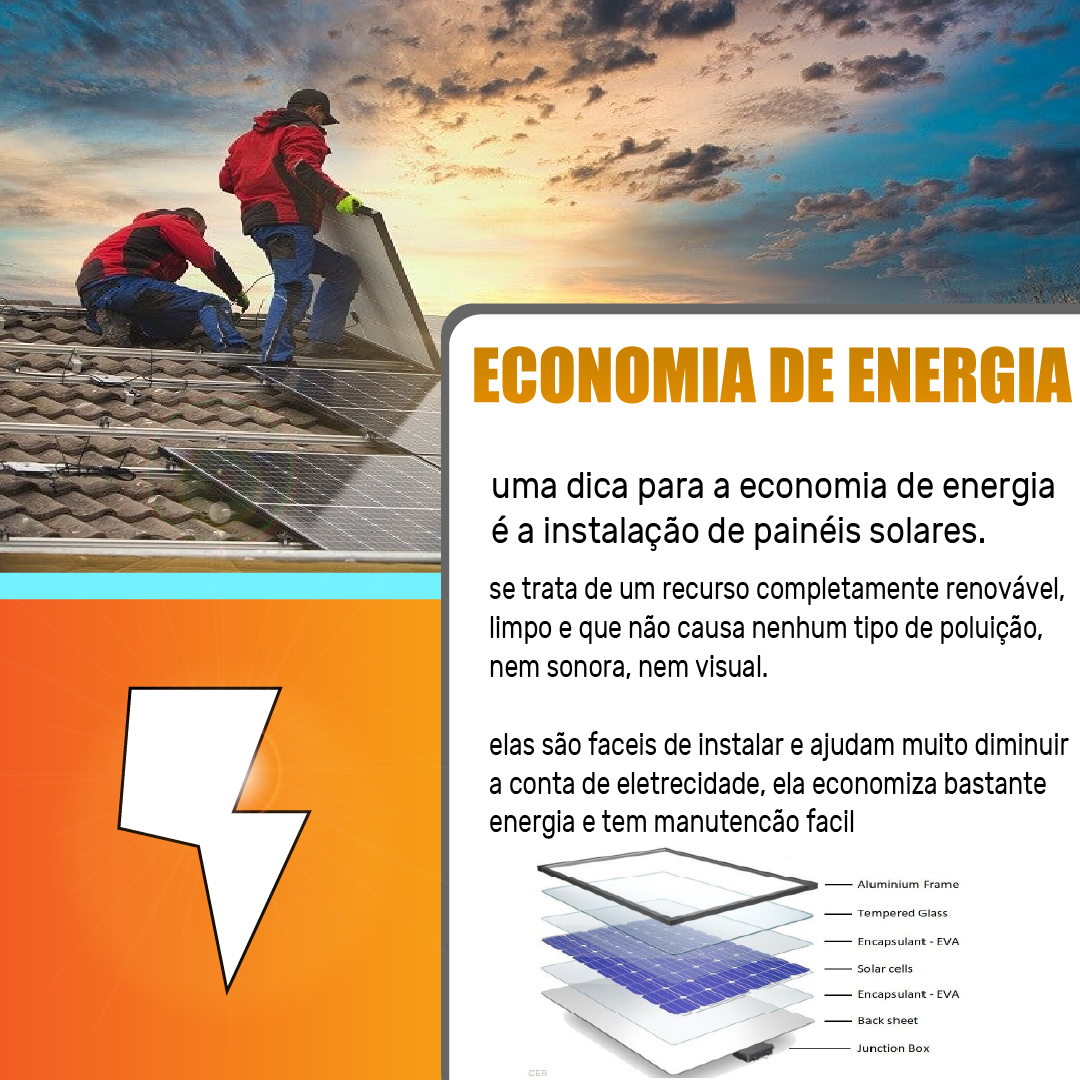 ECONOMIA DE ENERGIA
uma dica para a economia de energia
é a instalação de painéis solares.
se trata de um recurso completamente renovável,
limpo e que não causa nenhum tipo de poluição,
nem sonora, nem visual.
elas são faceis de instalar e ajudam muito diminuir
a conta de eletrecidade, ela economiza bastante
energia e tem manutencão facil
Aluminium Frame
Tempered Glass
Encapsulant - EVA
Solar cells
Encapsulant - EVA
Back sheet
Junction Box
CER